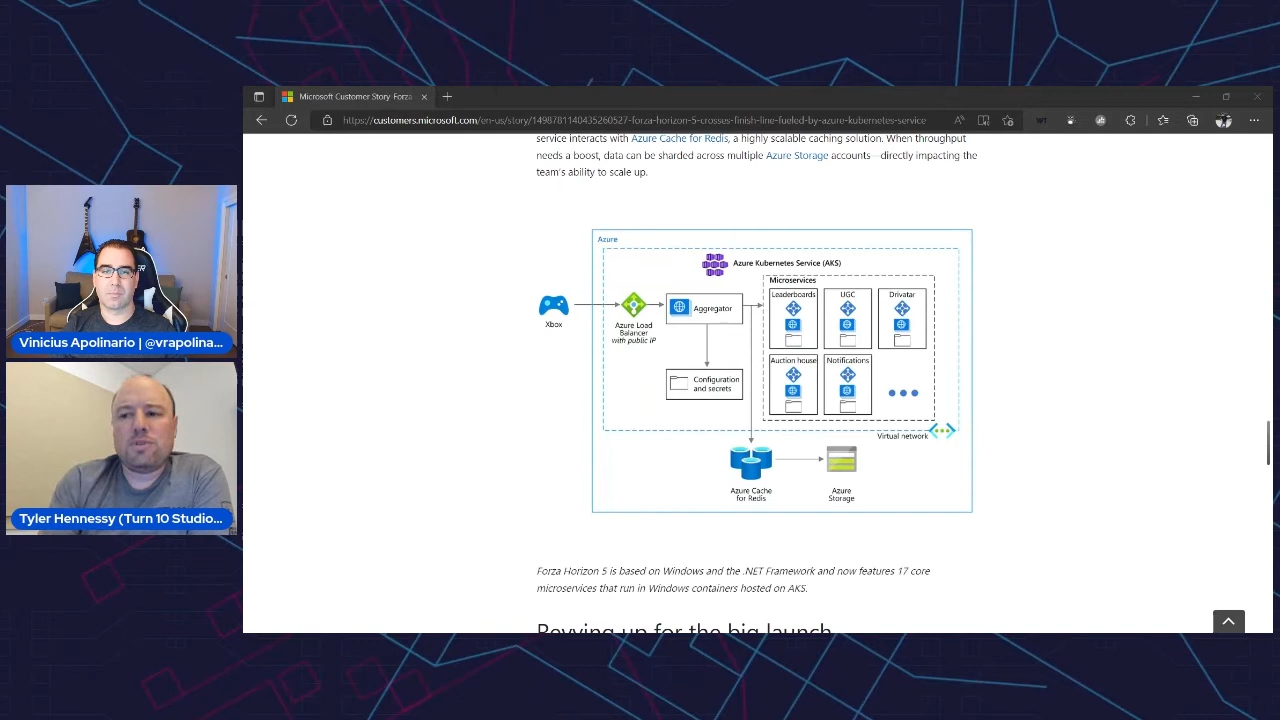 Microsoft Customer Story Forza
https://customers.microsoft.com/en-us/story/1498781140435260527-forza-horizon-5-crosses-finish-line-fueled-by-azure-kubernetes-service
service interacts with Azure Cache for Redis, a highly scalable caching solution. When throughput
needs a boost, data can be sharded across multiple Azure Storage accounts—directly impacting the
team's ability to scale up.
Azure
Azure Kubernetes Service (AKS)
Microservices
Leaderboards
UGC
Drivatar
Xbox
Azure Load
Balancer
with public IP
Aggregator
Configuration
and secrets
Auction house
Notifications
Virtual network
Azure Cache
for Redis
Azure
Storage
Forza Horizon 5 is based on Windows and the .NET Framework and now features 17 core
microservices that run in Windows containers hosted on AKS.
Revving up for the big launch
Vinicius Apolinario | @vrapolina...
Tyler Hennessy (Turn 10 Studio...